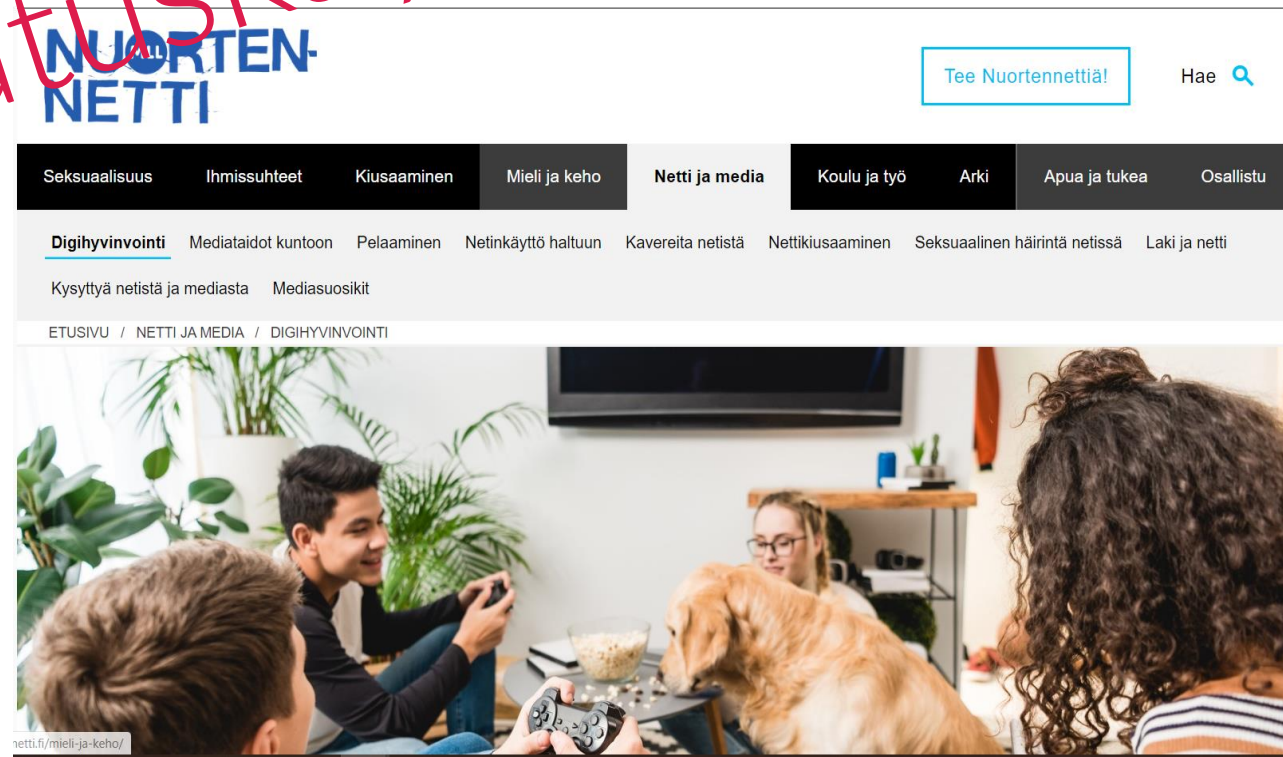 NUORTEN-
NETTI
Tee Nuortennettiä!
Hae
Seksuaalisuus Ihmissuhteet Kiusaaminen Mieli ja keho Netti ja media Koulu ja työ Arki Apua ja tukea Osallistu
Digihyvinvointi Mediataidot kuntoon Pelaaminen Netinkäyttö haltuun Kavereita netistä Nettikiusaaminen Seksuaalinen häirintä netissä Laki ja netti
Kysyttyä netistä ja mediasta Mediasuosikit
ETUSIVU / NETTI JA MEDIA / DIGIHYVINVOINTI
netti.fi/mieli-ja-keho/